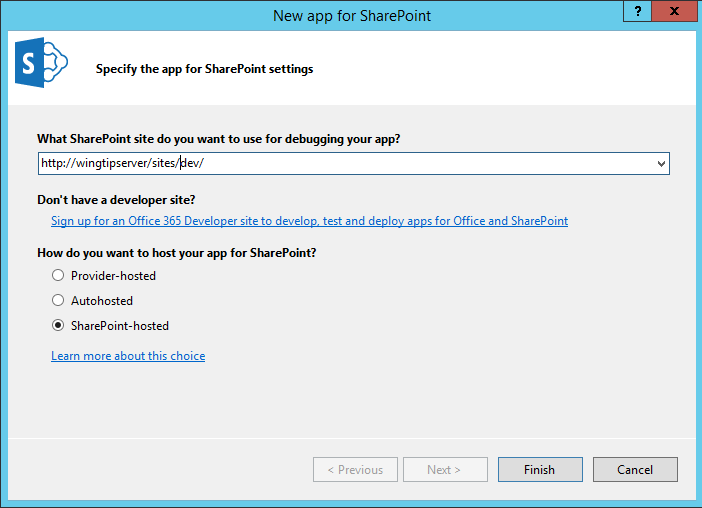 New app for SharePoint
? x
S
Specify the app for SharePoint settings
What SharePoint site do you want to use for debugging your app?
http://wingtipserver/sites/dev/
Don't have a developer site?
Sign up for an Office 365 Developer site to develop, test and deploy apps for Office and SharePoint
How do you want to host your app for SharePoint?
Provider-hosted
Autohosted
SharePoint-hosted
Learn more about this choice
< Previous Next > Finish Cancel